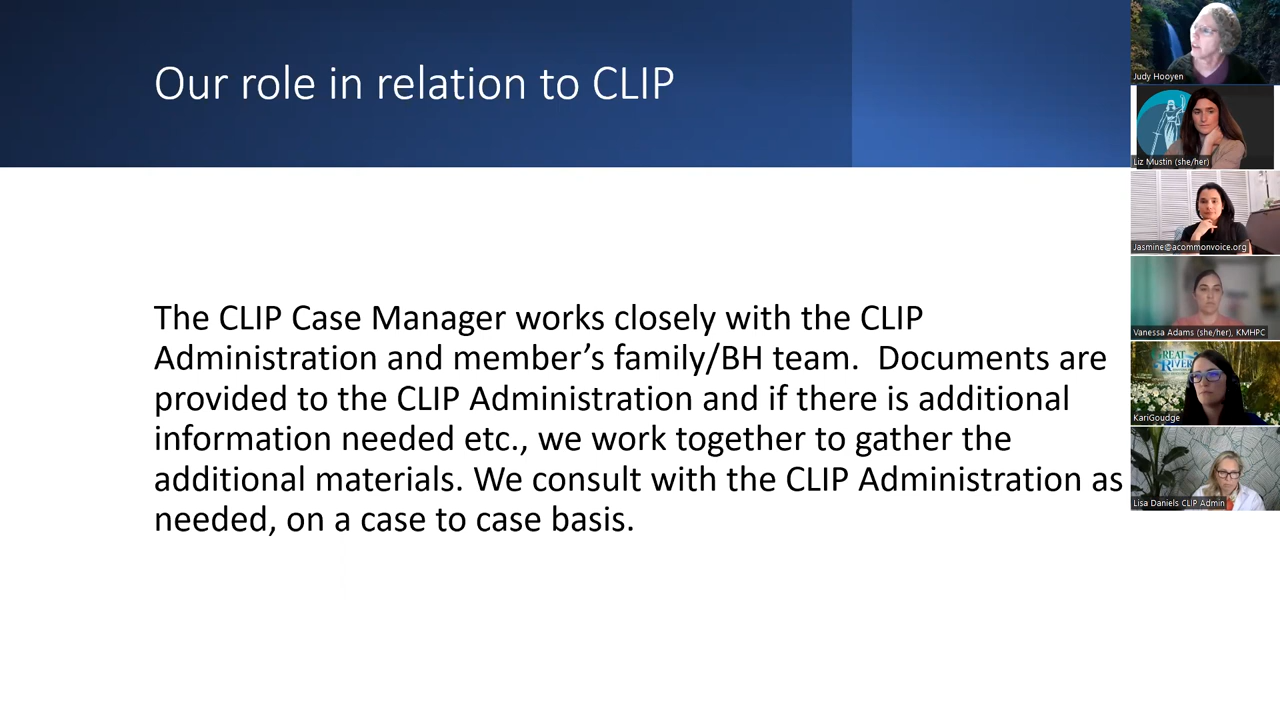 Our role in relation to CLIP
The CLIP Case Manager works closely with the CLIP
Administration and member’s family/BH team.  Documents are
provided to the CLIP Administration and if there is additional
information needed etc., we work together to gather the
additional materials. We consult with the CLIP Administration as
needed, on a case to case basis.
Judy Hooyen
Liz Mustin (she/her)
Jasmine@acommonvoice.org
Vanessa Adams (she/her), KMHPC
GREAT
RIVER
KariGoudge
Lisa Daniels CLIP Admin